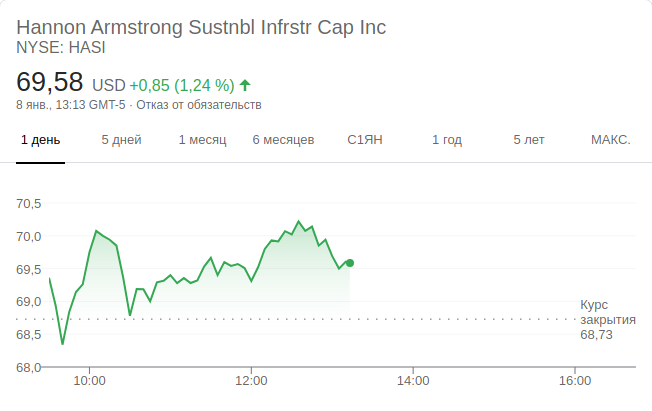 Hannon Armstrong Sustnbl Infrstr Cap Inc
NYSE: HASI
69,58 USD +0,85 (1,24 %)
8 янв., 13:13 GMT-5 · Отказ от обязательств
1 день 5 дней 1 месяц 6 месяцев С1ЯН 1 год 5 лет МАКС.
70,5
70,0
69,5
69,0
68,5
68,0
Курс
закрытия
68,73
10:00 12:00 14:00 16:00